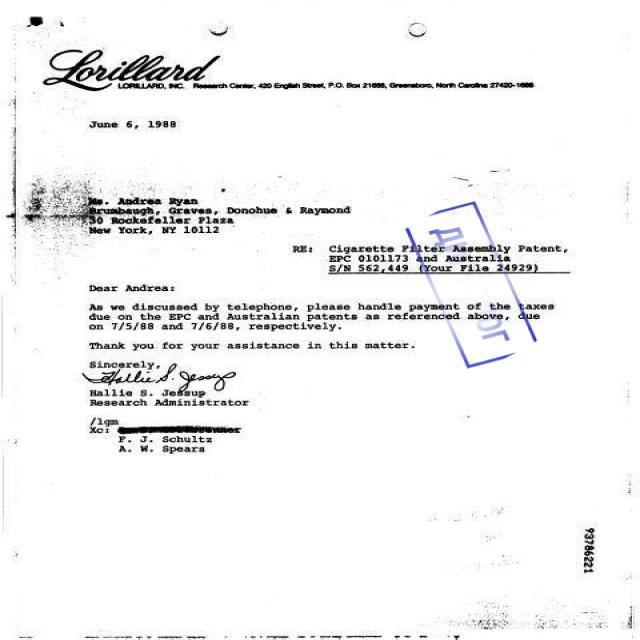 Lorillard
LORILLARD, INC. Research Center, 420 English Street, P.O. Box 21688, Greensboro, North Carolina 27420-1688
June 6, 1988
Ms. Andrea Ryan
Brumbaugh, Graves, Donohue & Raymond
30 Rockefeller Plaza
New York, NY 10112
RE: Cigarette Filter Assembly Patent,
EPC 0101173 and Australia
S/N 562,449 (Your File 24929)
Dear Andrea:
As we discussed by telephone, please handle payment of the taxes
due on the EPC and Australian patents as referenced above, due
on 7/5/88 and 7/6/88, respectively.
Thank you for your assistance in this matter.
Sincerely,
Hallie S. Jessup
Hallie S. Jessup
Research Administrator
/lgm
Xc:
F. J. Schultz
A. W. Spears
93786221